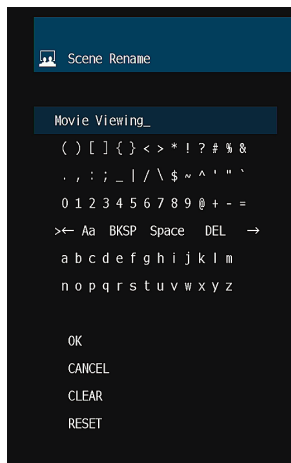 Scene Rename
Movie Viewing_
( ) [ ] { } < > * ! ? # % &
. , : ; _ | / \ $ ~ ^ ' " `
0 1 2 3 4 5 6 7 8 9 @ + - =
>← Aa BKSP Space DEL →
a b c d e f g h i j k l m
n o p q r s t u v w x y z
OK
CANCEL
CLEAR
RESET